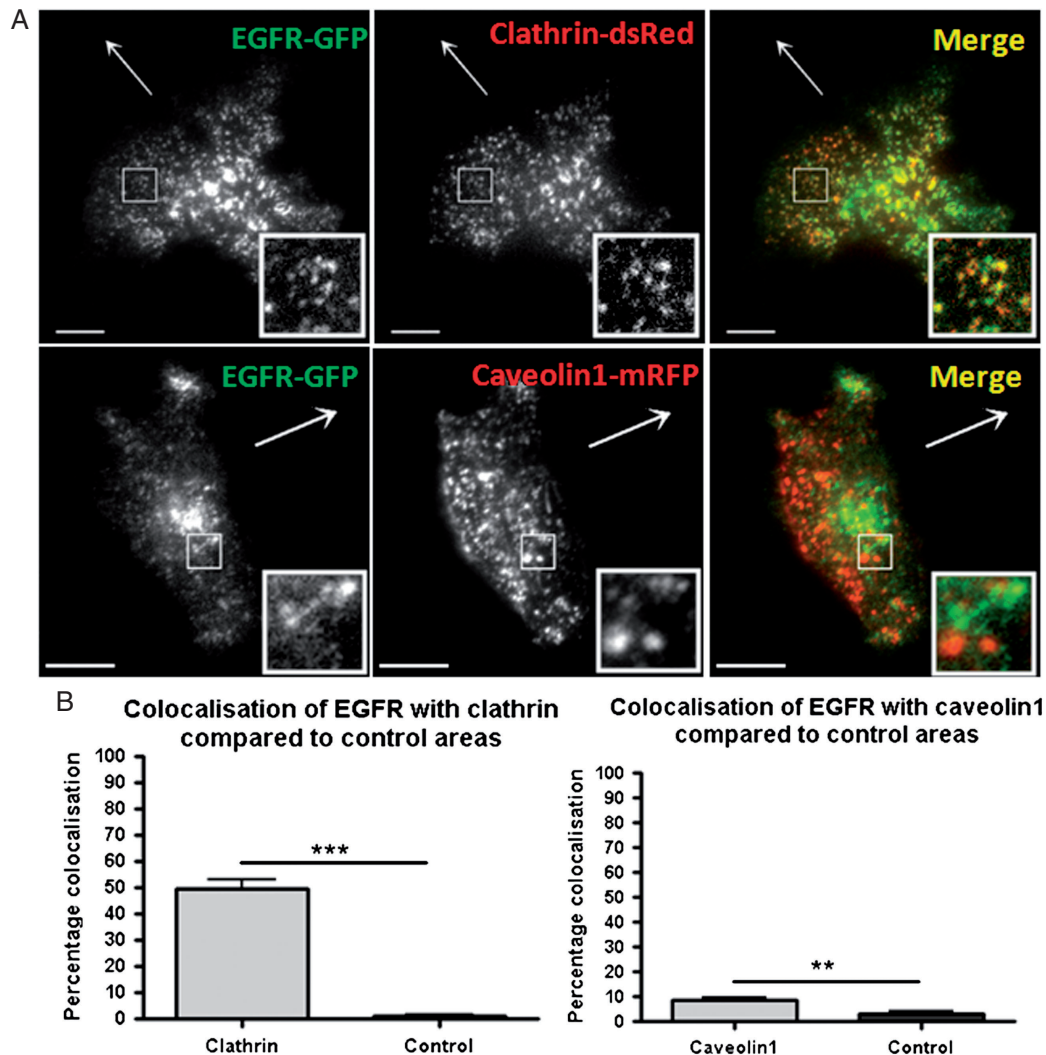 A
EGFR-GFP
Clathrin-dsRed
Merge
EGFR-GFP
Caveolin1-mRFP
Merge
B
Colocalisation of EGFR with clathrin
compared to control areas
Percentage colocalisation
100
90
80
70
60
50
40
30
20
10
0
***
Clathrin
Control
Colocalisation of EGFR with caveolin1
compared to control areas
Percentage colocalisation
100
90
80
70
60
50
40
30
20
10
0
**
Caveolin1
Control